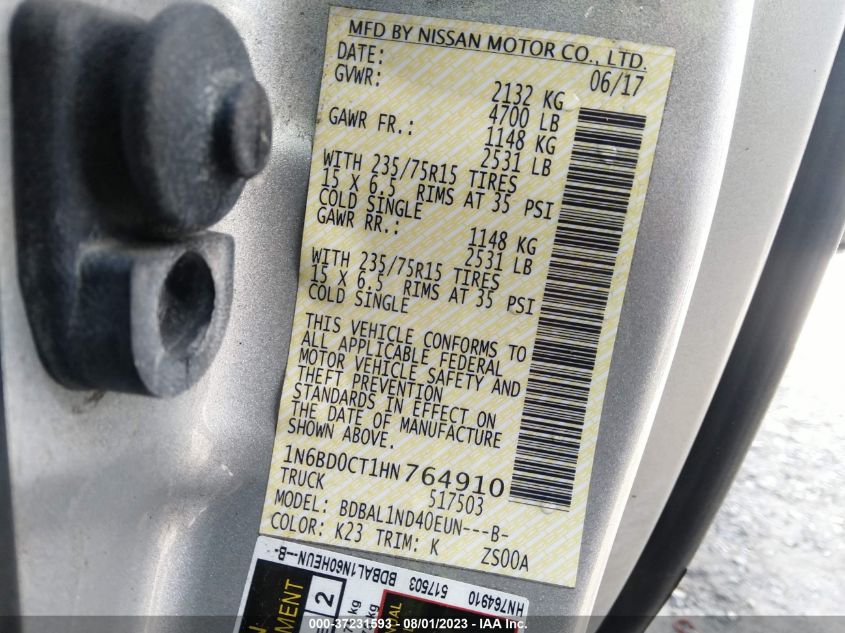 MFD BY NISSAN MOTOR CO., LTD.
DATE: 06/17
GVWR: 2132 KG
4700 LB
GAWR FR.: 1148 KG
2531 LB
WITH 235/75R15 TIRES
15 X 6.5 RIMS AT 35 PSI
COLD SINGLE
GAWR RR.: 1148 KG
2531 LB
WITH 235/75R15 TIRES
15 X 6.5 RIMS AT 35 PSI
COLD SINGLE
THIS VEHICLE CONFORMS TO
ALL APPLICABLE FEDERAL
MOTOR VEHICLE SAFETY AND
THEFT PREVENTION
STANDARDS IN EFFECT ON
THE DATE OF MANUFACTURE
SHOWN ABOVE.
1N6BD0CT1HN764910
TRUCK 517503
MODEL: BDBAL1ND40EUN---B-
COLOR: K23 TRIM: K ZS00A
HN764910 517503 BDBAL1N60HEUN--B-
2
kg
kg
000-37231593 - 08/01/2023 - IAA Inc.